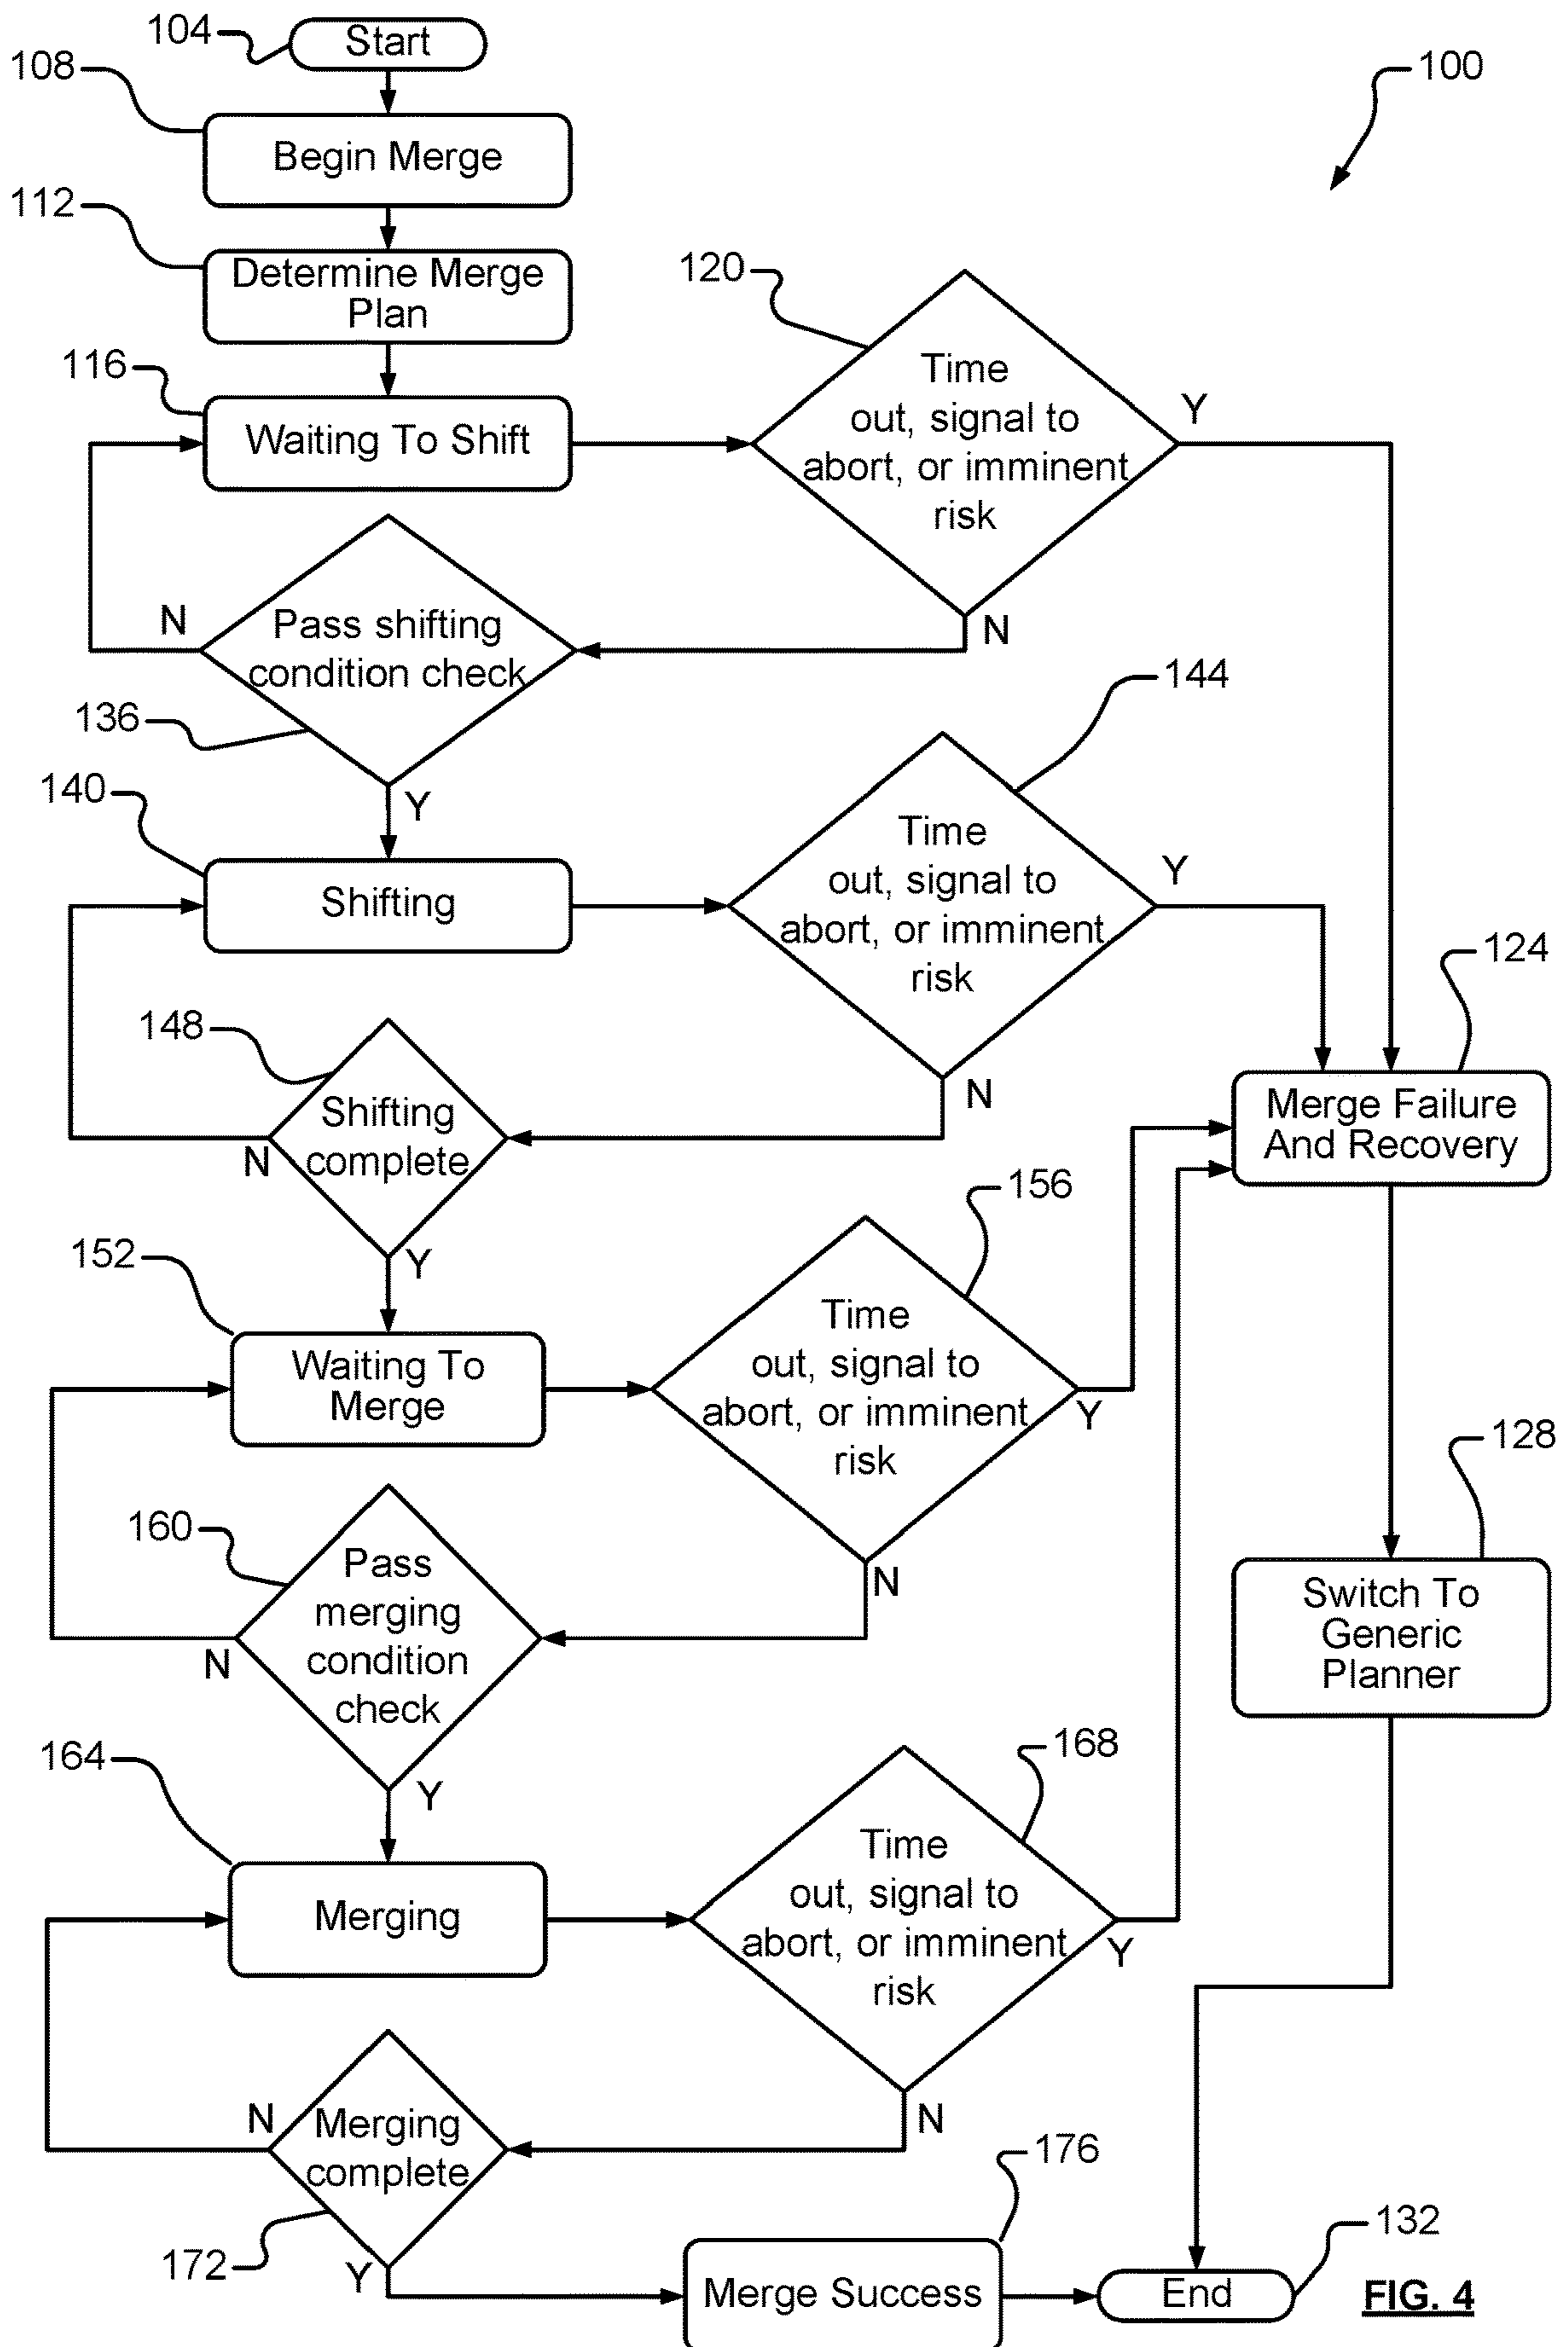 104
Start
100
108
Begin Merge
112
Determine Merge
Plan
120
116
Waiting To Shift
Time
out, signal to
abort, or imminent
risk
Y
N
N
Pass shifting
condition check
136
Y
144
140
Shifting
Time
out, signal to
abort, or imminent
risk
Y
N
124
Merge Failure
And Recovery
148
Shifting
complete
N
Y
156
152
Waiting To
Merge
Time
out, signal to
abort, or imminent
risk
Y
N
128
Switch To
Generic
Planner
160
Pass
merging
condition
check
N
Y
168
164
Merging
Time
out, signal to
abort, or imminent
risk
Y
N
N
Merging
complete
172
Y
176
Merge Success
132
End
FIG. 4